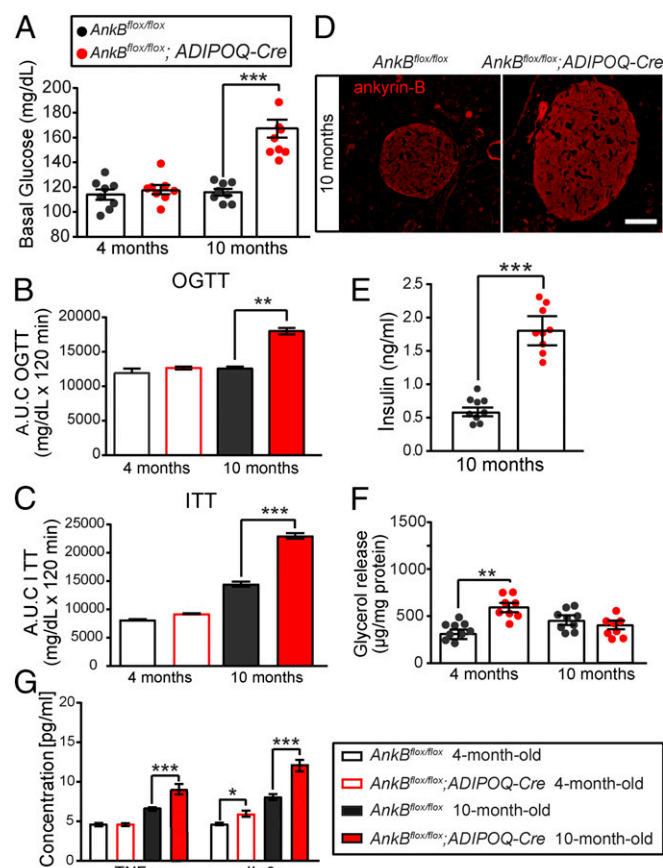 A
AnkB^flox/flox
AnkB^flox/flox; ADIPOQ-Cre
Basal Glucose (mg/dL)
200
180
160
140
120
100
80
***
4 months
10 months
D
AnkB^flox/flox
AnkB^flox/flox;ADIPOQ-Cre
ankyrin-B
10 months
B
OGTT
A.U.C OGTT
(mg/dL x 120 min)
20000
15000
10000
5000
0
**
4 months
10 months
E
Insulin (ng/ml)
2.5
2.0
1.5
1.0
0.5
0.0
***
10 months
C
ITT
A.U.C ITT
(mg/dL x 120 min)
25000
20000
15000
10000
5000
0
***
4 months
10 months
F
Glycerol release
(µg/mg protein)
1500
1000
500
0
**
4 months
10 months
G
Concentration [pg/ml]
15
10
5
0
***
*
***
AnkB^flox/flox 4-month-old
AnkB^flox/flox;ADIPOQ-Cre 4-month-old
AnkB^flox/flox 10-month-old
AnkB^flox/flox;ADIPOQ-Cre 10-month-old